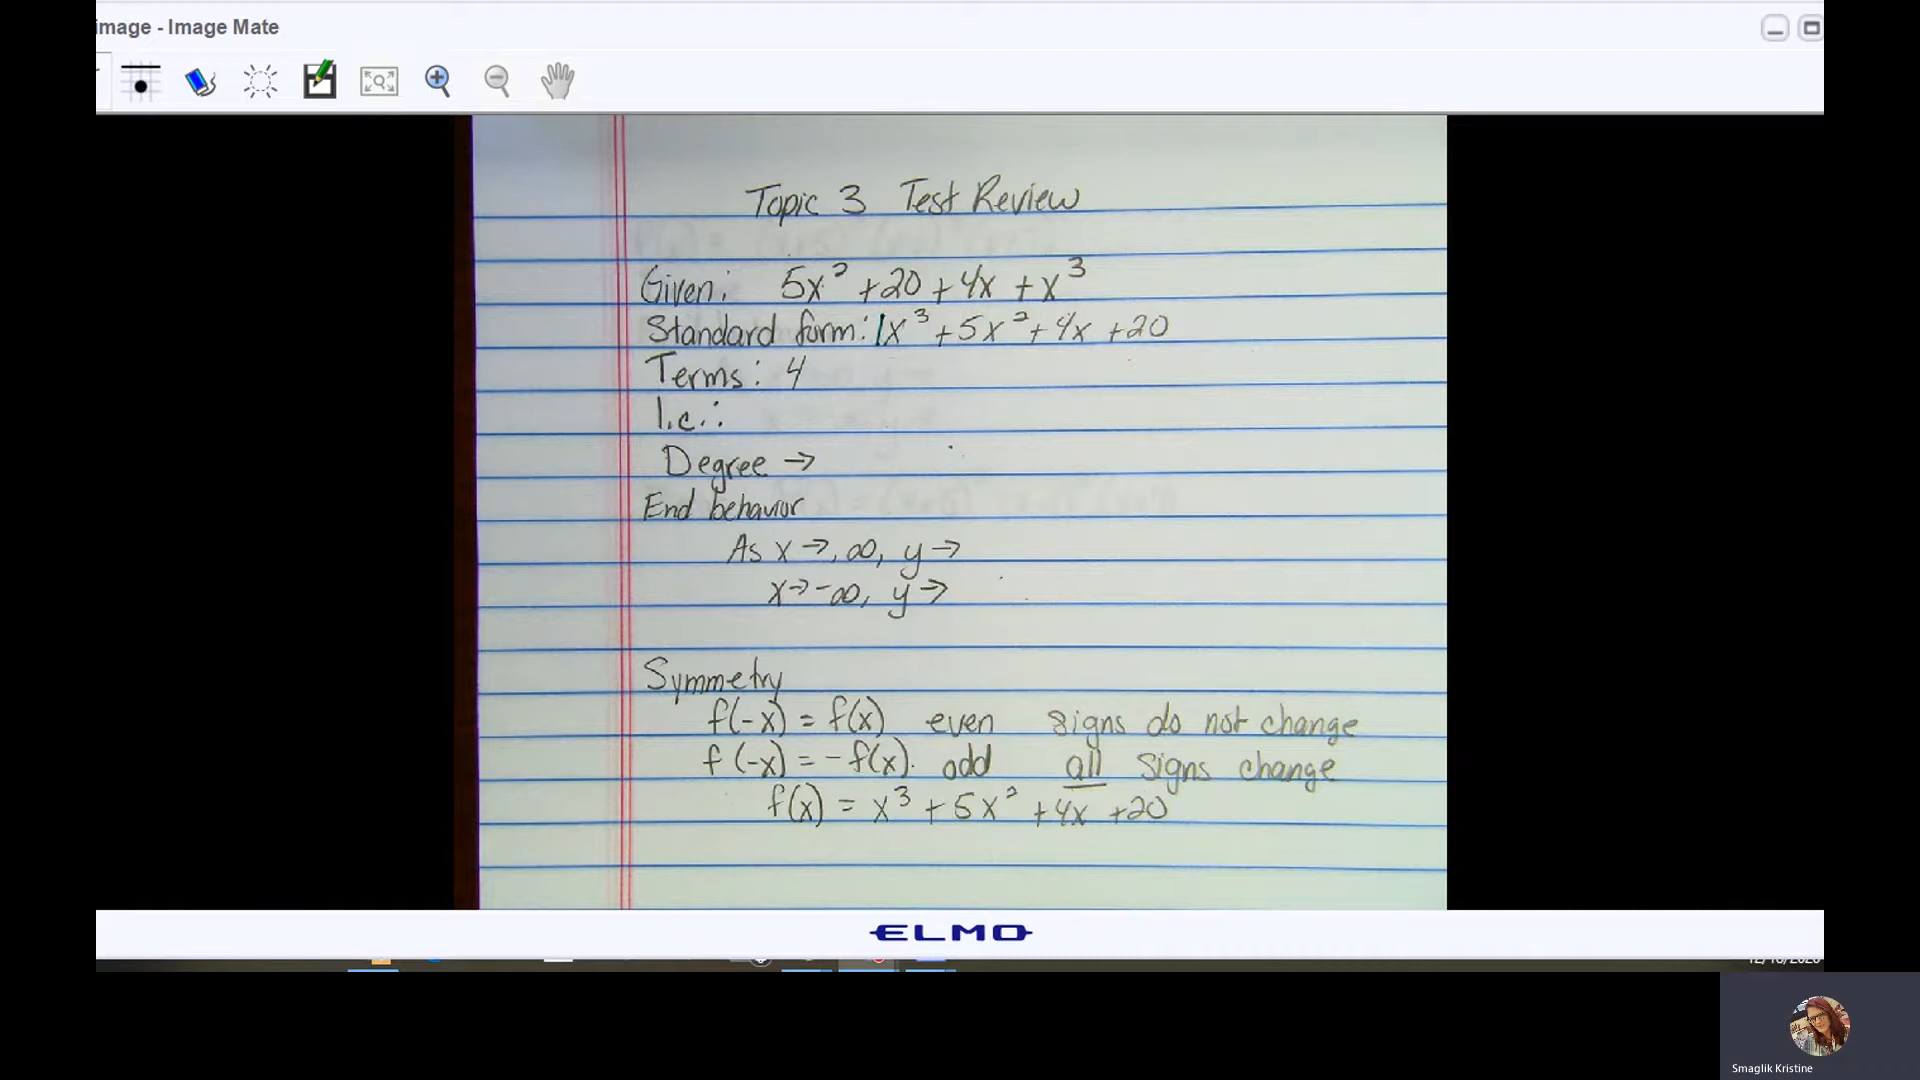 image - Image Mate
Topic 3 Test Review
Given: 5x² + 20 + 4x + x³
Standard form: 1x³ + 5x² + 4x + 20
Terms: 4
l.c.:
Degree →
End behavior
As x → ∞, y →
x → -∞, y →
Symmetry
f(-x) = f(x) even signs do not change
f(-x) = -f(x). odd all signs change
f(x) = x³ + 5x² + 4x + 20
ELMO
Smaglik Kristine